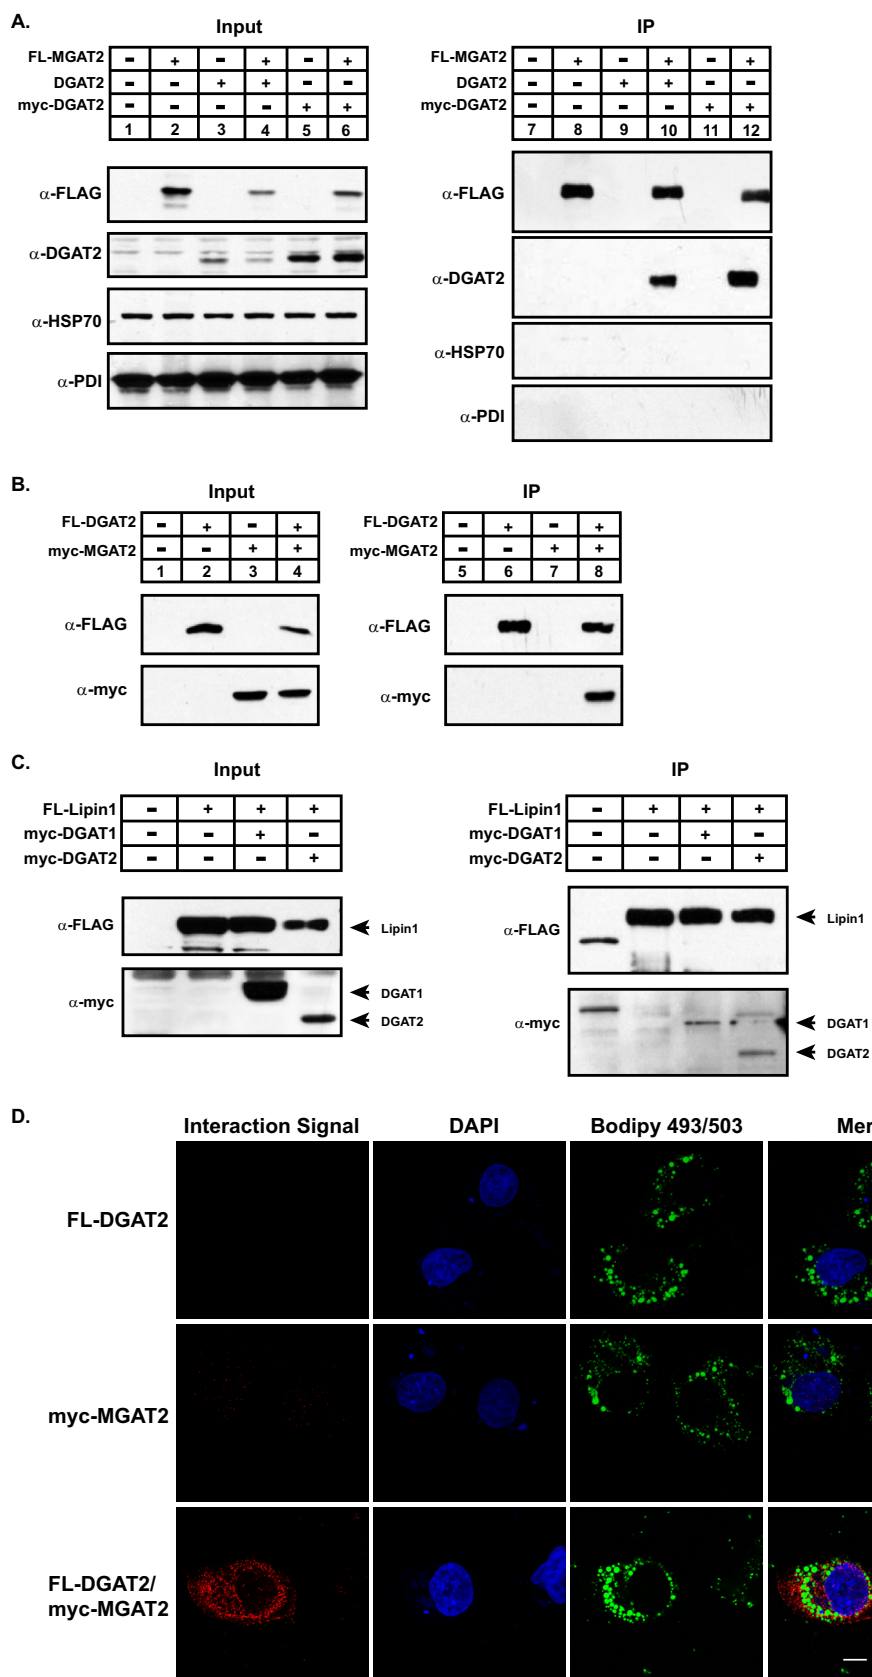 A.
Input
FL-MGAT2 - + - + - +
DGAT2 - - + + - -
myc-DGAT2 - - - - + +
1 2 3 4 5 6
α-FLAG
α-DGAT2
α-HSP70
α-PDI
IP
FL-MGAT2 - + - + - +
DGAT2 - - + + - -
myc-DGAT2 - - - - + +
7 8 9 10 11 12
α-FLAG
α-DGAT2
α-HSP70
α-PDI
B.
Input
FL-DGAT2 - + - +
myc-MGAT2 - - + +
1 2 3 4
α-FLAG
α-myc
IP
FL-DGAT2 - + - +
myc-MGAT2 - - + +
5 6 7 8
α-FLAG
α-myc
C.
Input
FL-Lipin1 - + + +
myc-DGAT1 - - + -
myc-DGAT2 - - - +
α-FLAG
Lipin1
α-myc
DGAT1
DGAT2
IP
FL-Lipin1 - + + +
myc-DGAT1 - - + -
myc-DGAT2 - - - +
α-FLAG
Lipin1
α-myc
DGAT1
DGAT2
D.
Interaction Signal DAPI Bodipy 493/503 Mer
FL-DGAT2
myc-MGAT2
FL-DGAT2/
myc-MGAT2